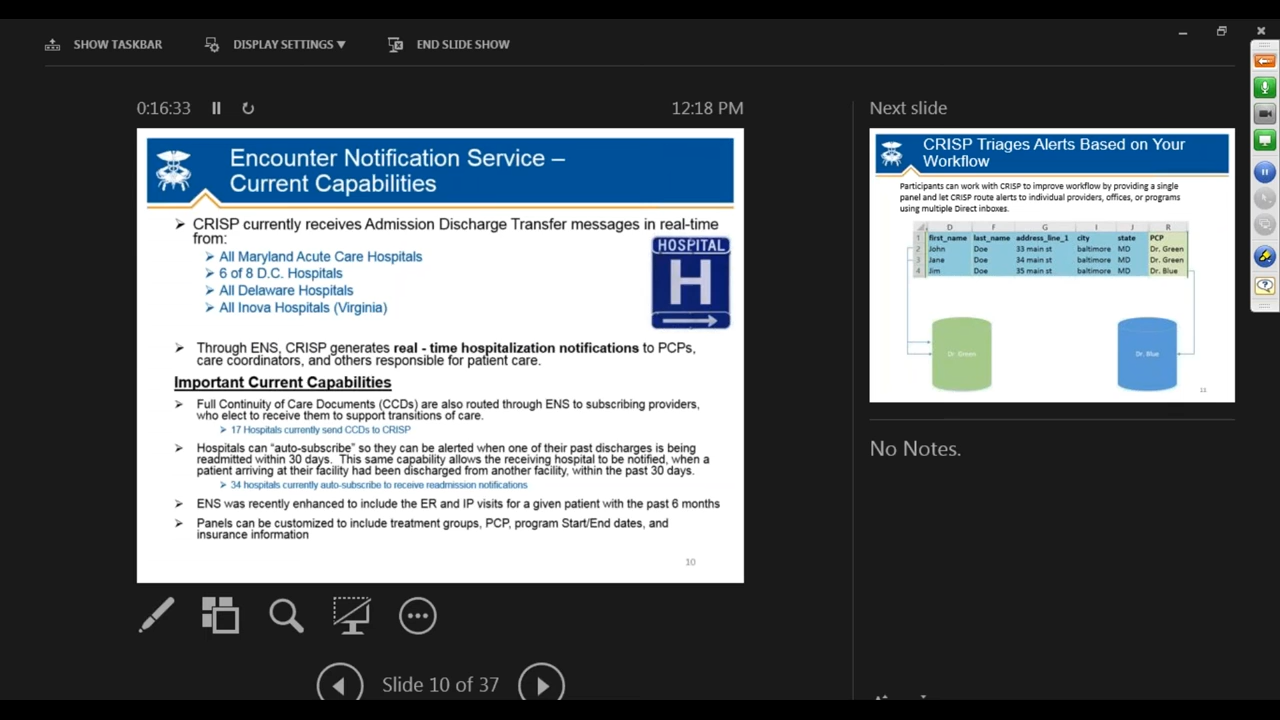 SHOW TASKBAR
DISPLAY SETTINGS ▼
END SLIDE SHOW
0:16:33
12:18 PM
Encounter Notification Service –
Current Capabilities
CRISP currently receives Admission Discharge Transfer messages in real-time
from:
All Maryland Acute Care Hospitals
6 of 8 D.C. Hospitals
All Delaware Hospitals
All Inova Hospitals (Virginia)
HOSPITAL
H
Through ENS, CRISP generates real - time hospitalization notifications to PCPs,
care coordinators, and others responsible for patient care.
Important Current Capabilities
Full Continuity of Care Documents (CCDs) are also routed through ENS to subscribing providers,
who elect to receive them to support transitions of care.
17 Hospitals currently send CCDs to CRISP
Hospitals can "auto-subscribe" so they can be alerted when one of their past discharges is being
readmitted within 30 days. This same capability allows the receiving hospital to be notified, when a
patient arriving at their facility had been discharged from another facility, within the past 30 days.
34 hospitals currently auto-subscribe to receive readmission notifications
ENS was recently enhanced to include the ER and IP visits for a given patient with the past 6 months
Panels can be customized to include treatment groups, PCP, program Start/End dates, and
insurance information
10
Slide 10 of 37
Next slide
CRISP Triages Alerts Based on Your
Workflow
Participants can work with CRISP to improve workflow by providing a single
panel and let CRISP route alerts to individual providers, offices, or programs
using multiple Direct inboxes.
D F G I J R
1 first_name last_name address_line_1 city state PCP
2 John Doe 33 main st baltimore MD Dr. Green
3 Jane Doe 34 main st baltimore MD Dr. Green
4 Jim Doe 35 main st baltimore MD Dr. Blue
Dr. Green
Dr. Blue
11
No Notes.